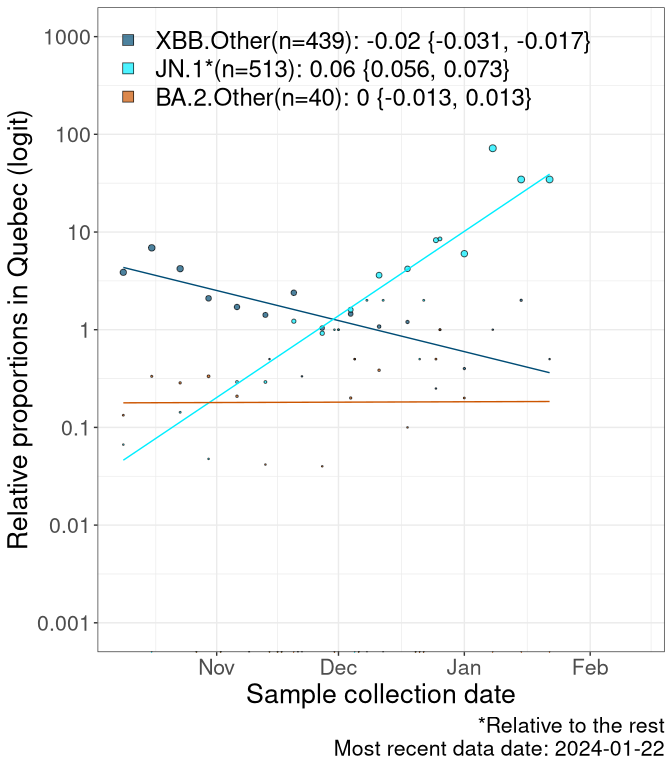 1000
100
10
1
0.1
0.01
0.001
Relative proportions in Quebec (logit)
XBB.Other(n=439): -0.02 {-0.031, -0.017}
JN.1*(n=513): 0.06 {0.056, 0.073}
BA.2.Other(n=40): 0 {-0.013, 0.013}
Nov Dec Jan Feb
Sample collection date
*Relative to the rest
Most recent data date: 2024-01-22